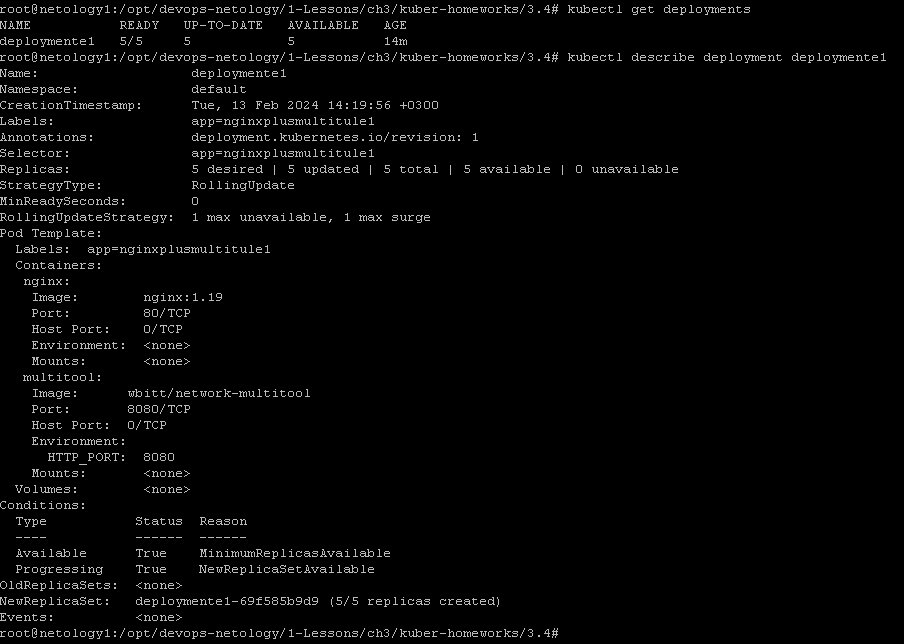 root@netology1:/opt/devops-netology/1-Lessons/ch3/kuber-homeworks/3.4# kubectl get deployments
NAME          READY   UP-TO-DATE   AVAILABLE   AGE
deploymente1   5/5     5            5           14m
root@netology1:/opt/devops-netology/1-Lessons/ch3/kuber-homeworks/3.4# kubectl describe deployment deploymente1
Name:                   deploymente1
Namespace:              default
CreationTimestamp:      Tue, 13 Feb 2024 14:19:56 +0300
Labels:                 app=nginxplusmultitule1
Annotations:            deployment.kubernetes.io/revision: 1
Selector:               app=nginxplusmultitule1
Replicas:               5 desired | 5 updated | 5 total | 5 available | 0 unavailable
StrategyType:           RollingUpdate
MinReadySeconds:        0
RollingUpdateStrategy:  1 max unavailable, 1 max surge
Pod Template:
  Labels:  app=nginxplusmultitule1
  Containers:
   nginx:
    Image:        nginx:1.19
    Port:         80/TCP
    Host Port:    0/TCP
    Environment:  <none>
    Mounts:       <none>
   multitool:
    Image:      wbitt/network-multitool
    Port:       8080/TCP
    Host Port:  0/TCP
    Environment:
      HTTP_PORT:  8080
    Mounts:       <none>
  Volumes:        <none>
Conditions:
  Type           Status  Reason
  ----           ------  ------
  Available      True    MinimumReplicasAvailable
  Progressing    True    NewReplicaSetAvailable
OldReplicaSets:  <none>
NewReplicaSet:   deploymente1-69f585b9d9 (5/5 replicas created)
Events:          <none>
root@netology1:/opt/devops-netology/1-Lessons/ch3/kuber-homeworks/3.4#